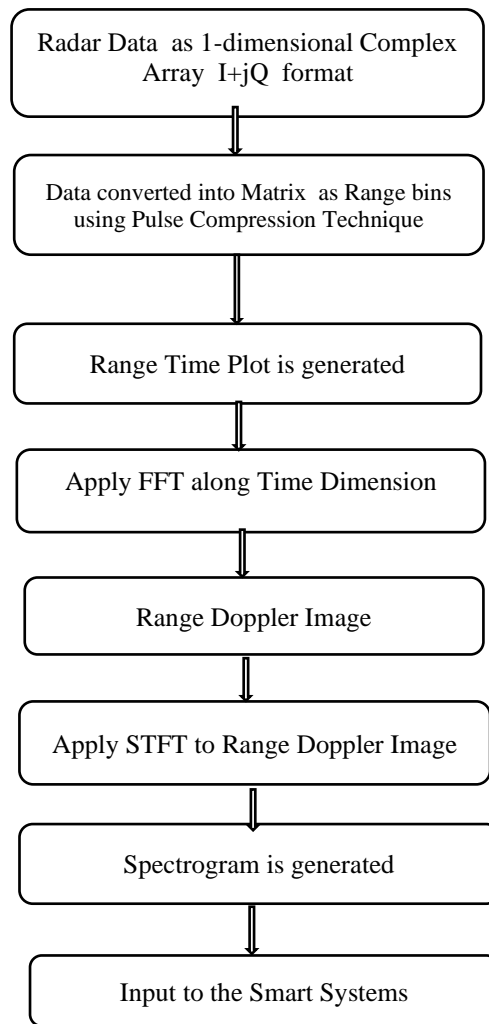 Radar Data as 1-dimensional Complex
Array I+jQ format
Data converted into Matrix as Range bins
using Pulse Compression Technique
Range Time Plot is generated
Apply FFT along Time Dimension
Range Doppler Image
Apply STFT to Range Doppler Image
Spectrogram is generated
Input to the Smart Systems